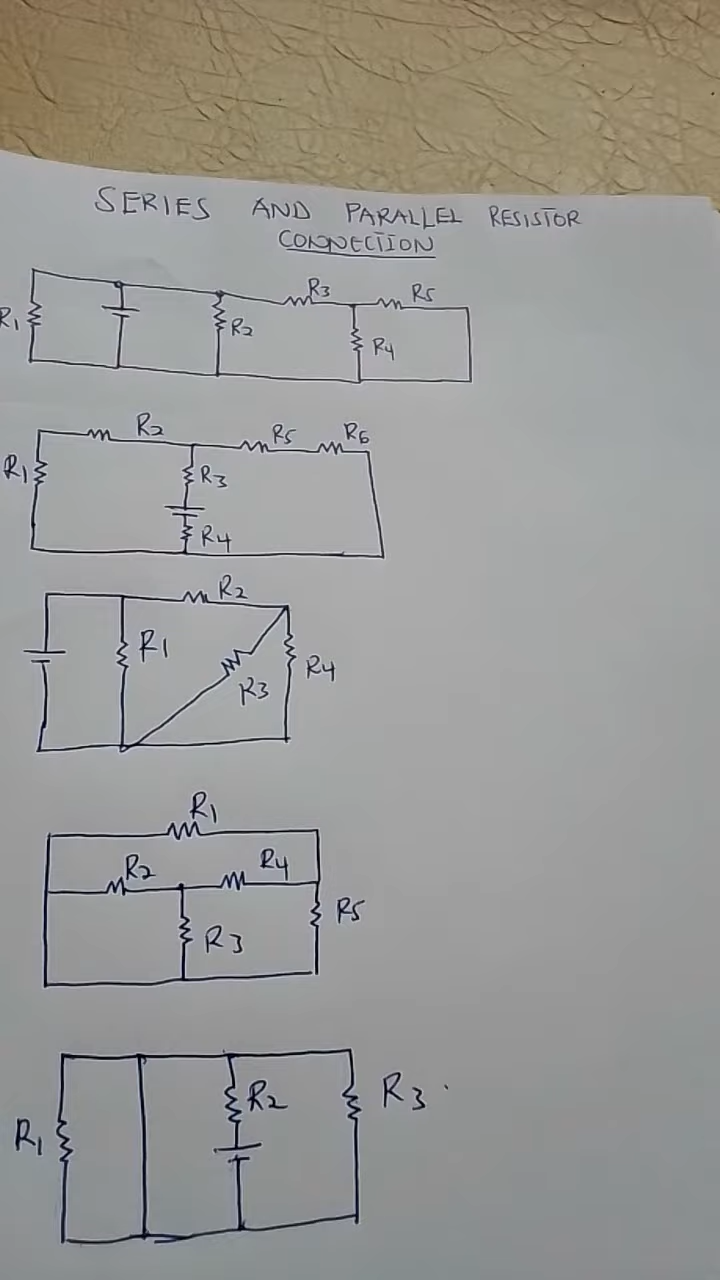 SERIES AND PARALLEL RESISTOR
CONNECTION
R3 R5
R1 R2 R4
R2 R5 R6
R1 R3
R4
R2
R1 R3 R4
R1
R2 R4
R3 R5
R1 R2 R3